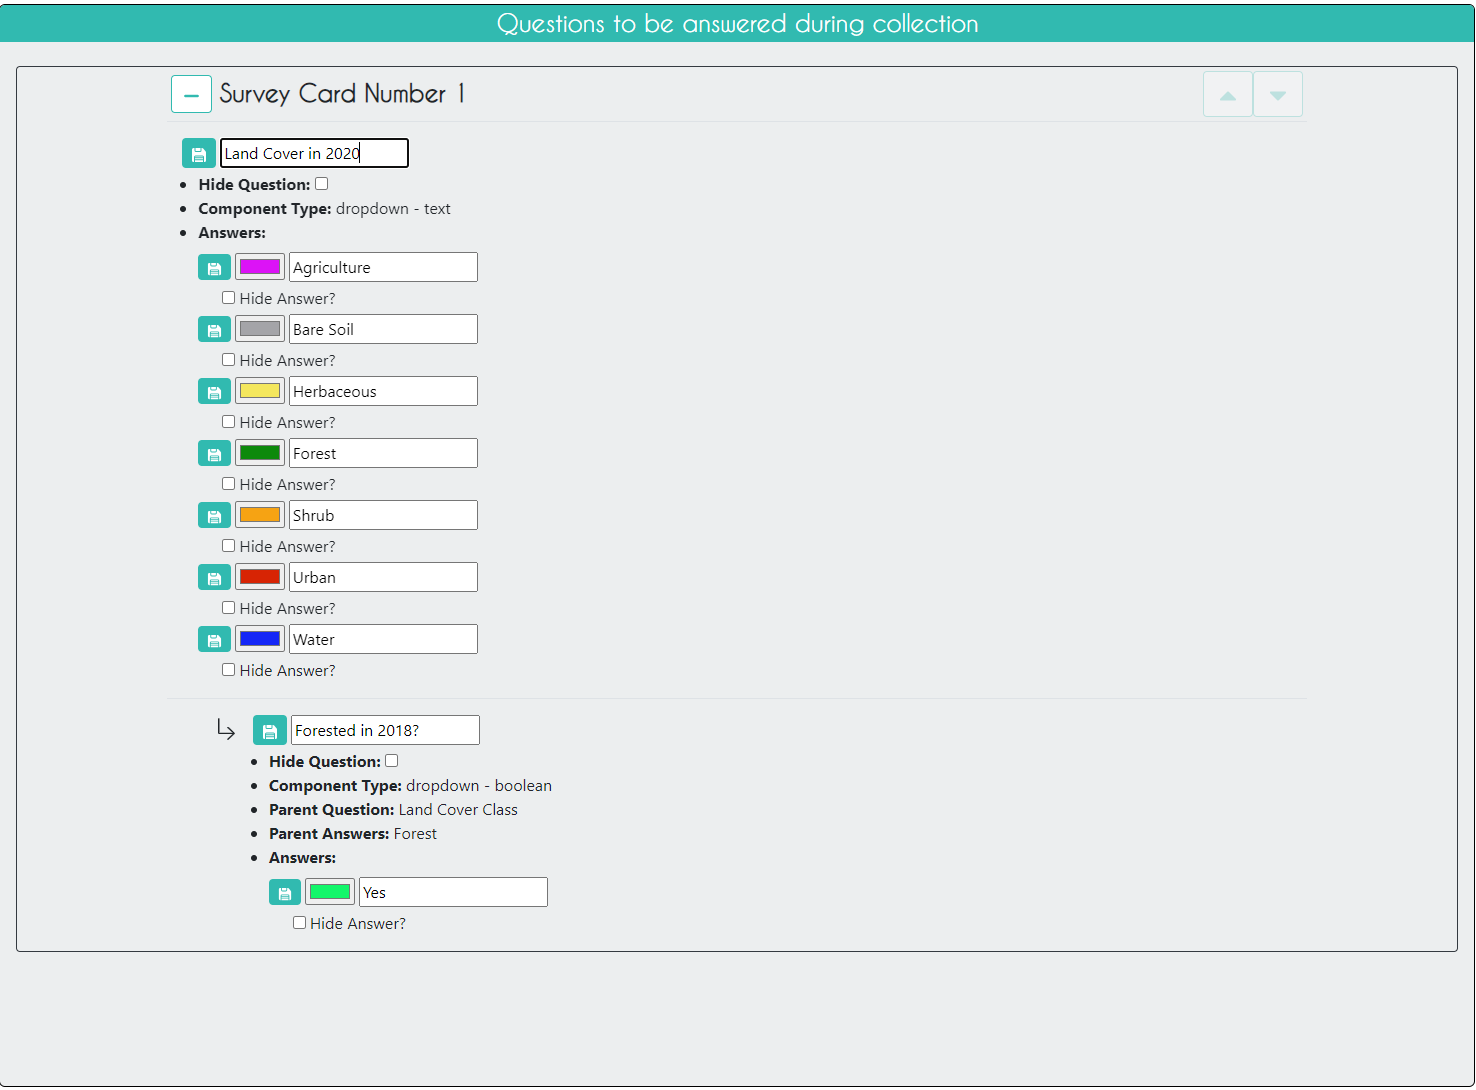 Questions to be answered during collection
Survey Card Number 1
Land Cover in 2020
Hide Question:
Component Type: dropdown - text
Answers:
Agriculture
Hide Answer?
Bare Soil
Hide Answer?
Herbaceous
Hide Answer?
Forest
Hide Answer?
Shrub
Hide Answer?
Urban
Hide Answer?
Water
Hide Answer?
Forested in 2018?
Hide Question:
Component Type: dropdown - boolean
Parent Question: Land Cover Class
Parent Answers: Forest
Answers:
Yes
Hide Answer?